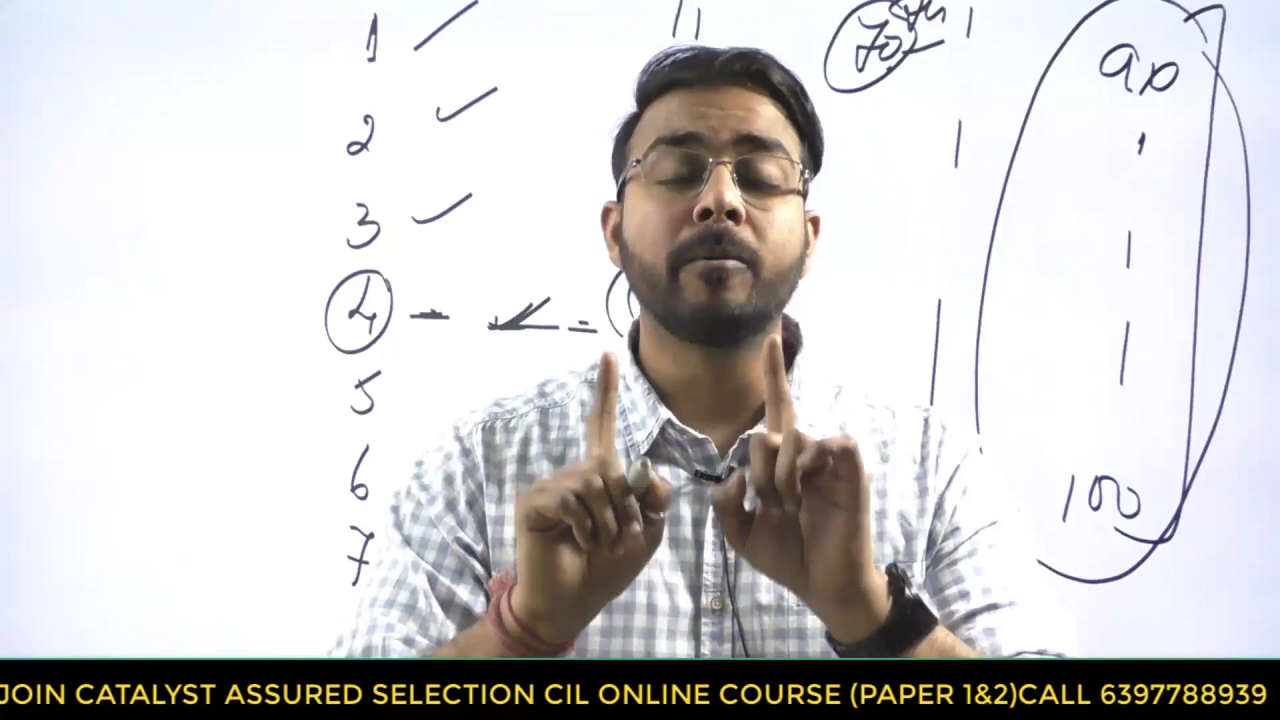 1
2
3
4 - =
5
6
7
70th
90
100
JOIN CATALYST ASSURED SELECTION CIL ONLINE COURSE (PAPER 1&2)CALL 6397788939